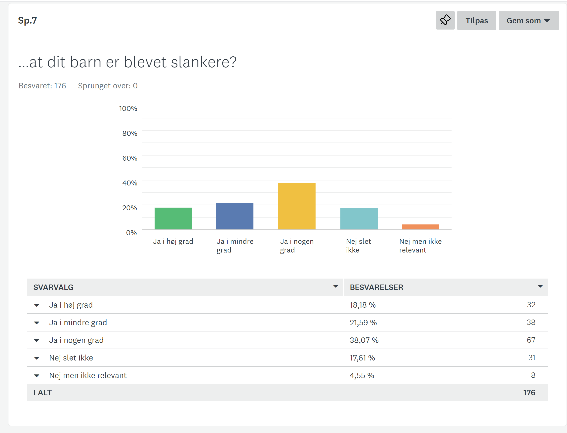 Sp.7
Tilpas
Gem som
...at dit barn er blevet slankere?
Besvaret: 176 Sprunget over: 0
100%
80%
60%
40%
20%
0%
Ja i høj grad
Ja i mindre grad
Ja i nogen grad
Nej slet ikke
Nej men ikke relevant
SVARVALG BESVARELSER
Ja i høj grad 18,18 % 32
Ja i mindre grad 21,59 % 38
Ja i nogen grad 38,07 % 67
Nej, slet ikke 17,61 % 31
Nej men ikke relevant 4,55 % 8
I ALT 176